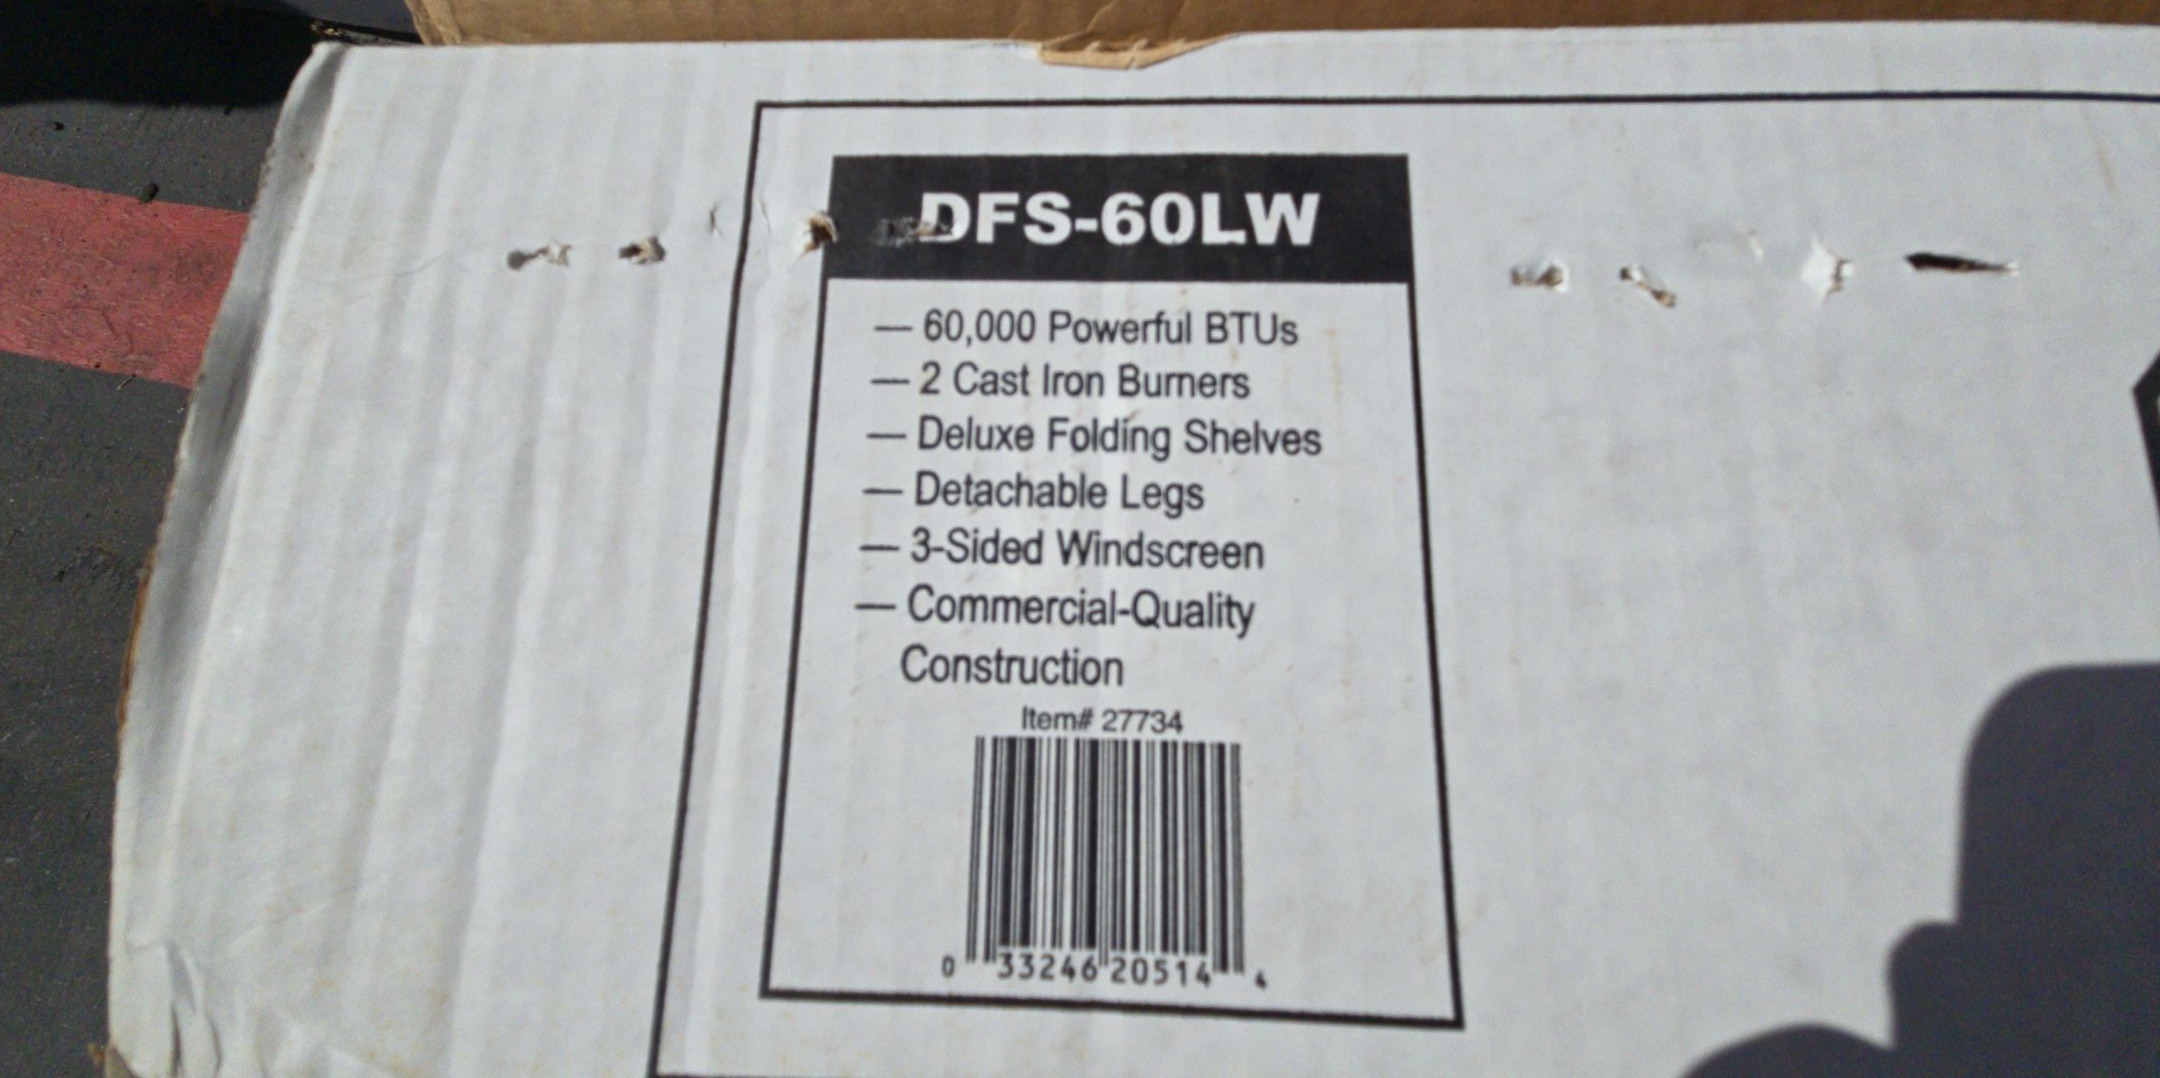 DFS-60LW
— 60,000 Powerful BTUs
— 2 Cast Iron Burners
— Deluxe Folding Shelves
— Detachable Legs
— 3-Sided Windscreen
— Commercial-Quality
Construction
Item# 27734
0 33246 20514 4